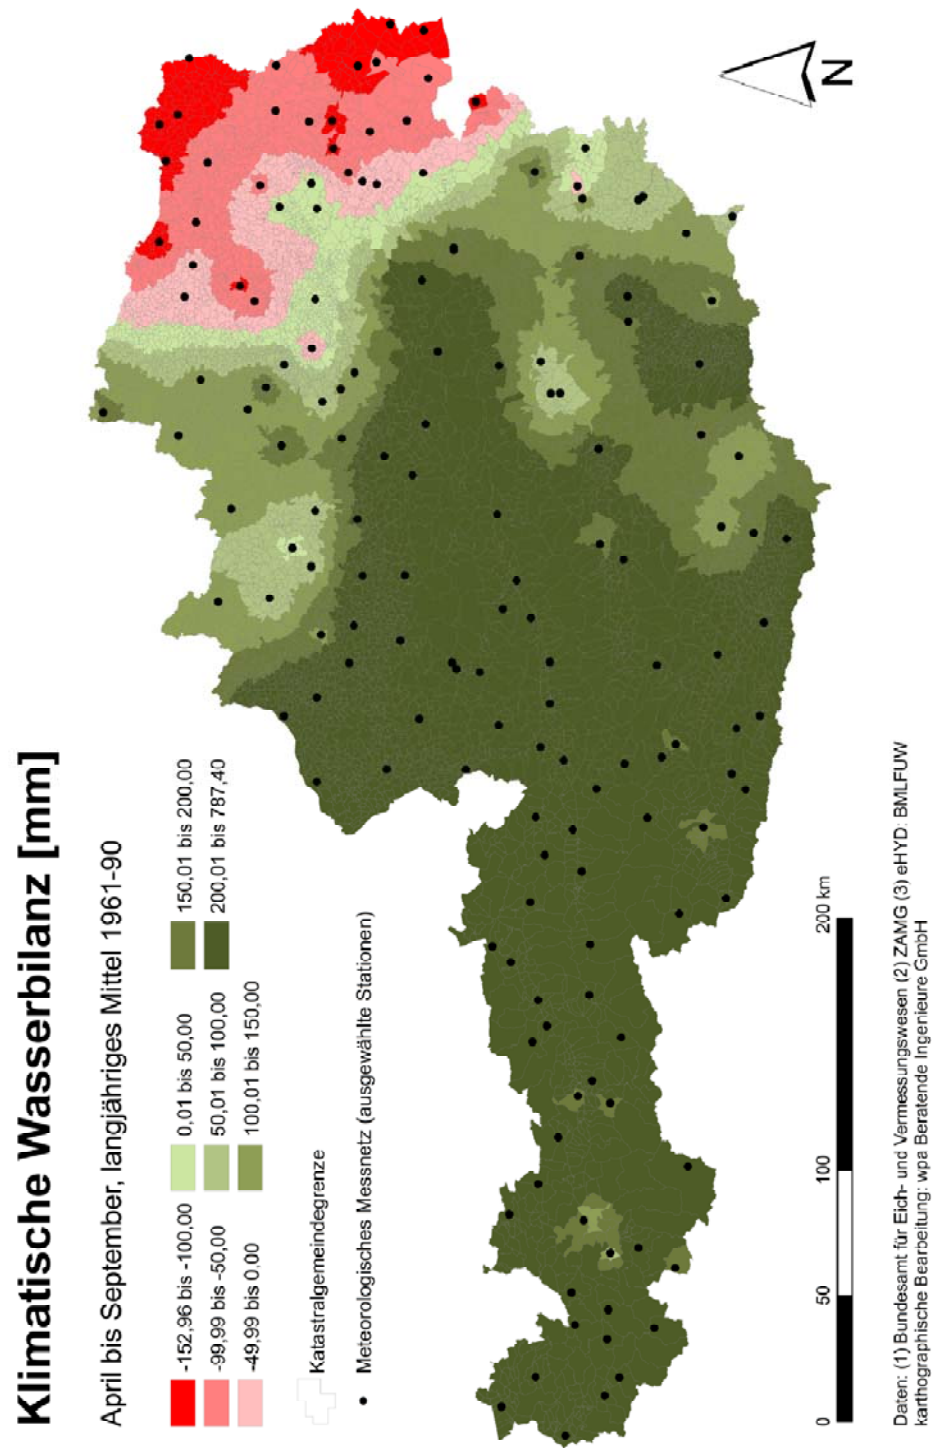 Klimatische Wasserbilanz [mm]
April bis September, langjähriges Mittel 1961-90
-152,96 bis -100,00
-99,99 bis -50,00
-49,99 bis 0,00
0,01 bis 50,00
50,01 bis 100,00
100,01 bis 150,00
150,01 bis 200,00
200,01 bis 787,40
Katastralgemeindegrenze
Meteorologisches Messnetz (ausgewählte Stationen)
0 50 100 200 km
N
Daten: (1) Bundesamt für Eich- und Vermessungswesen (2) ZAMG (3) eHYD: BMLFUW
karthographische Bearbeitung: wpa Beratende Ingenieure GmbH